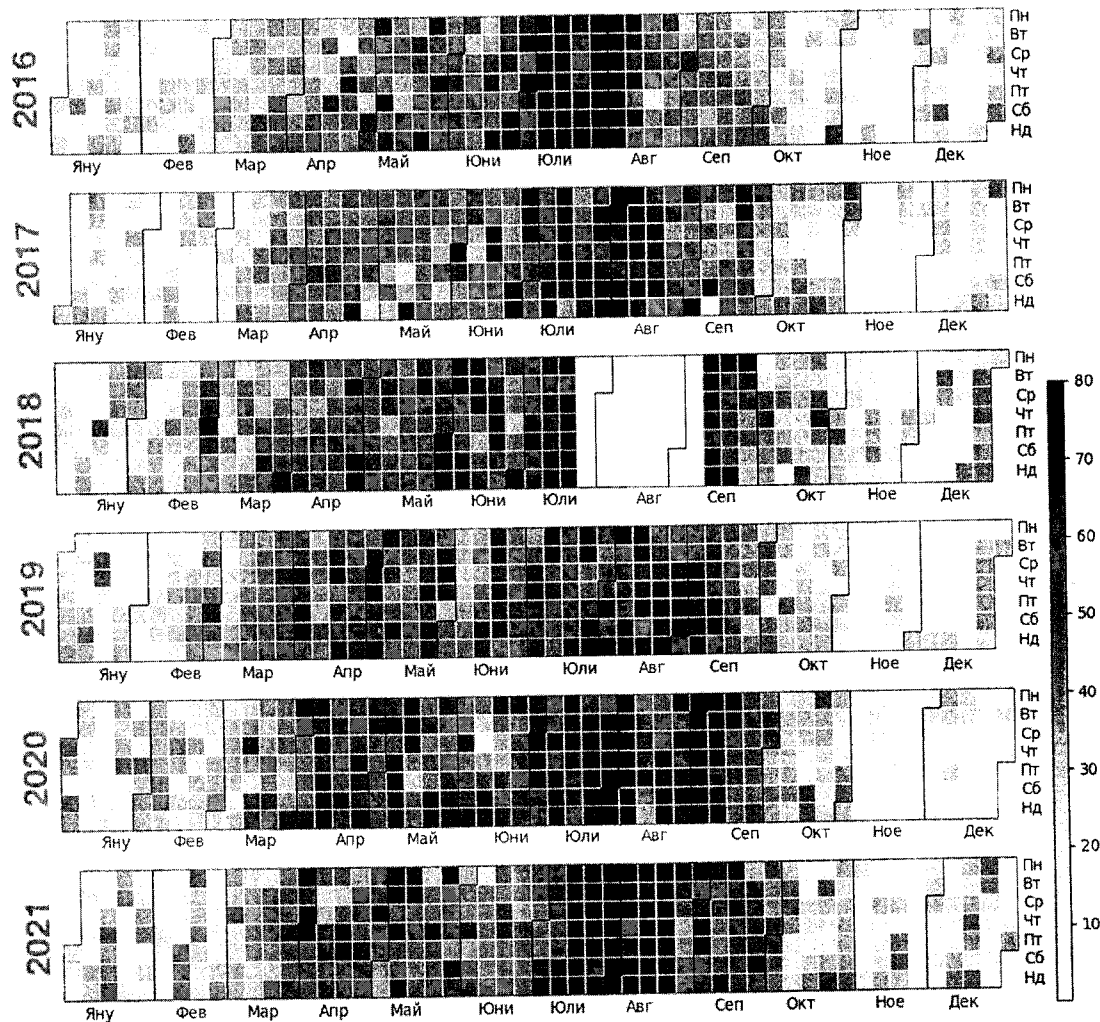 2016
Пн
Вт
Ср
Чт
Пт
Сб
Нд
Яну Фев Мар Апр Май Юни Юли Авг Сеп Окт Ное Дек
2017
Пн
Вт
Ср
Чт
Пт
Сб
Нд
Яну Фев Мар Апр Май Юни Юли Авг Сеп Окт Ное Дек
2018
Пн
Вт
Ср
Чт
Пт
Сб
Нд
Яну Фев Мар Апр Май Юни Юли Авг Сеп Окт Ное Дек
2019
Пн
Вт
Ср
Чт
Пт
Сб
Нд
Яну Фев Мар Апр Май Юни Юли Авг Сеп Окт Ное Дек
2020
Пн
Вт
Ср
Чт
Пт
Сб
Нд
Яну Фев Мар Апр Май Юни Юли Авг Сеп Окт Ное Дек
2021
Пн
Вт
Ср
Чт
Пт
Сб
Нд
Яну Фев Мар Апр Май Юни Юли Авг Сеп Окт Ное Дек
80
70
60
50
40
30
20
10